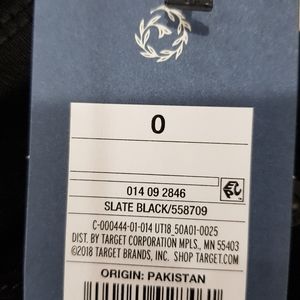 0
014 09 2846
SLATE BLACK/558709
C-000444-01-014 UT18_50A01-0025
DIST. BY TARGET CORPORATION MPLS., MN 55403
©2018 TARGET BRANDS, INC. SHOP TARGET.COM
ORIGIN: PAKISTAN